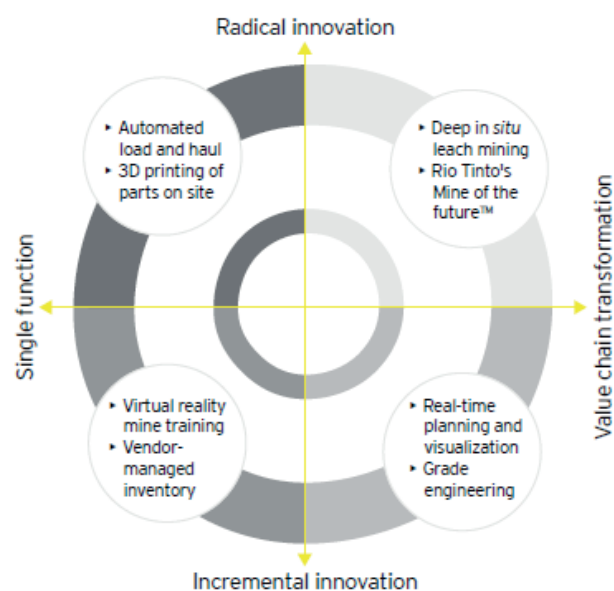 Radical innovation
‣ Automated
load and haul
‣ 3D printing of
parts on site
‣ Deep in situ
leach mining
‣ Rio Tinto's
Mine of the
future™
Single function
Value chain transformation
‣ Virtual reality
mine training
‣ Vendor-
managed
inventory
‣ Real-time
planning and
visualization
‣ Grade
engineering
Incremental innovation